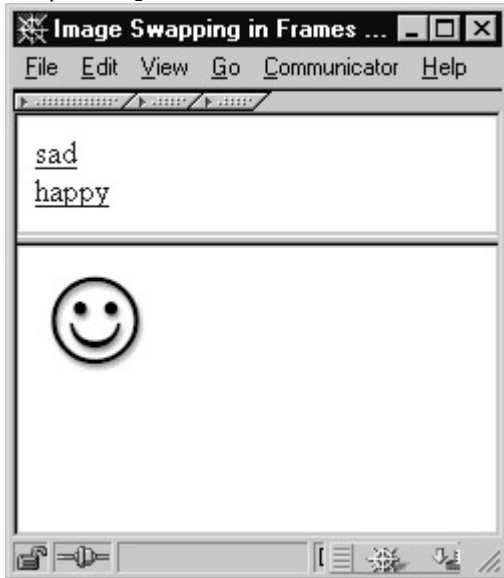 Image Swapping in Frames ...
File Edit View Go Communicator Help
sad
happy